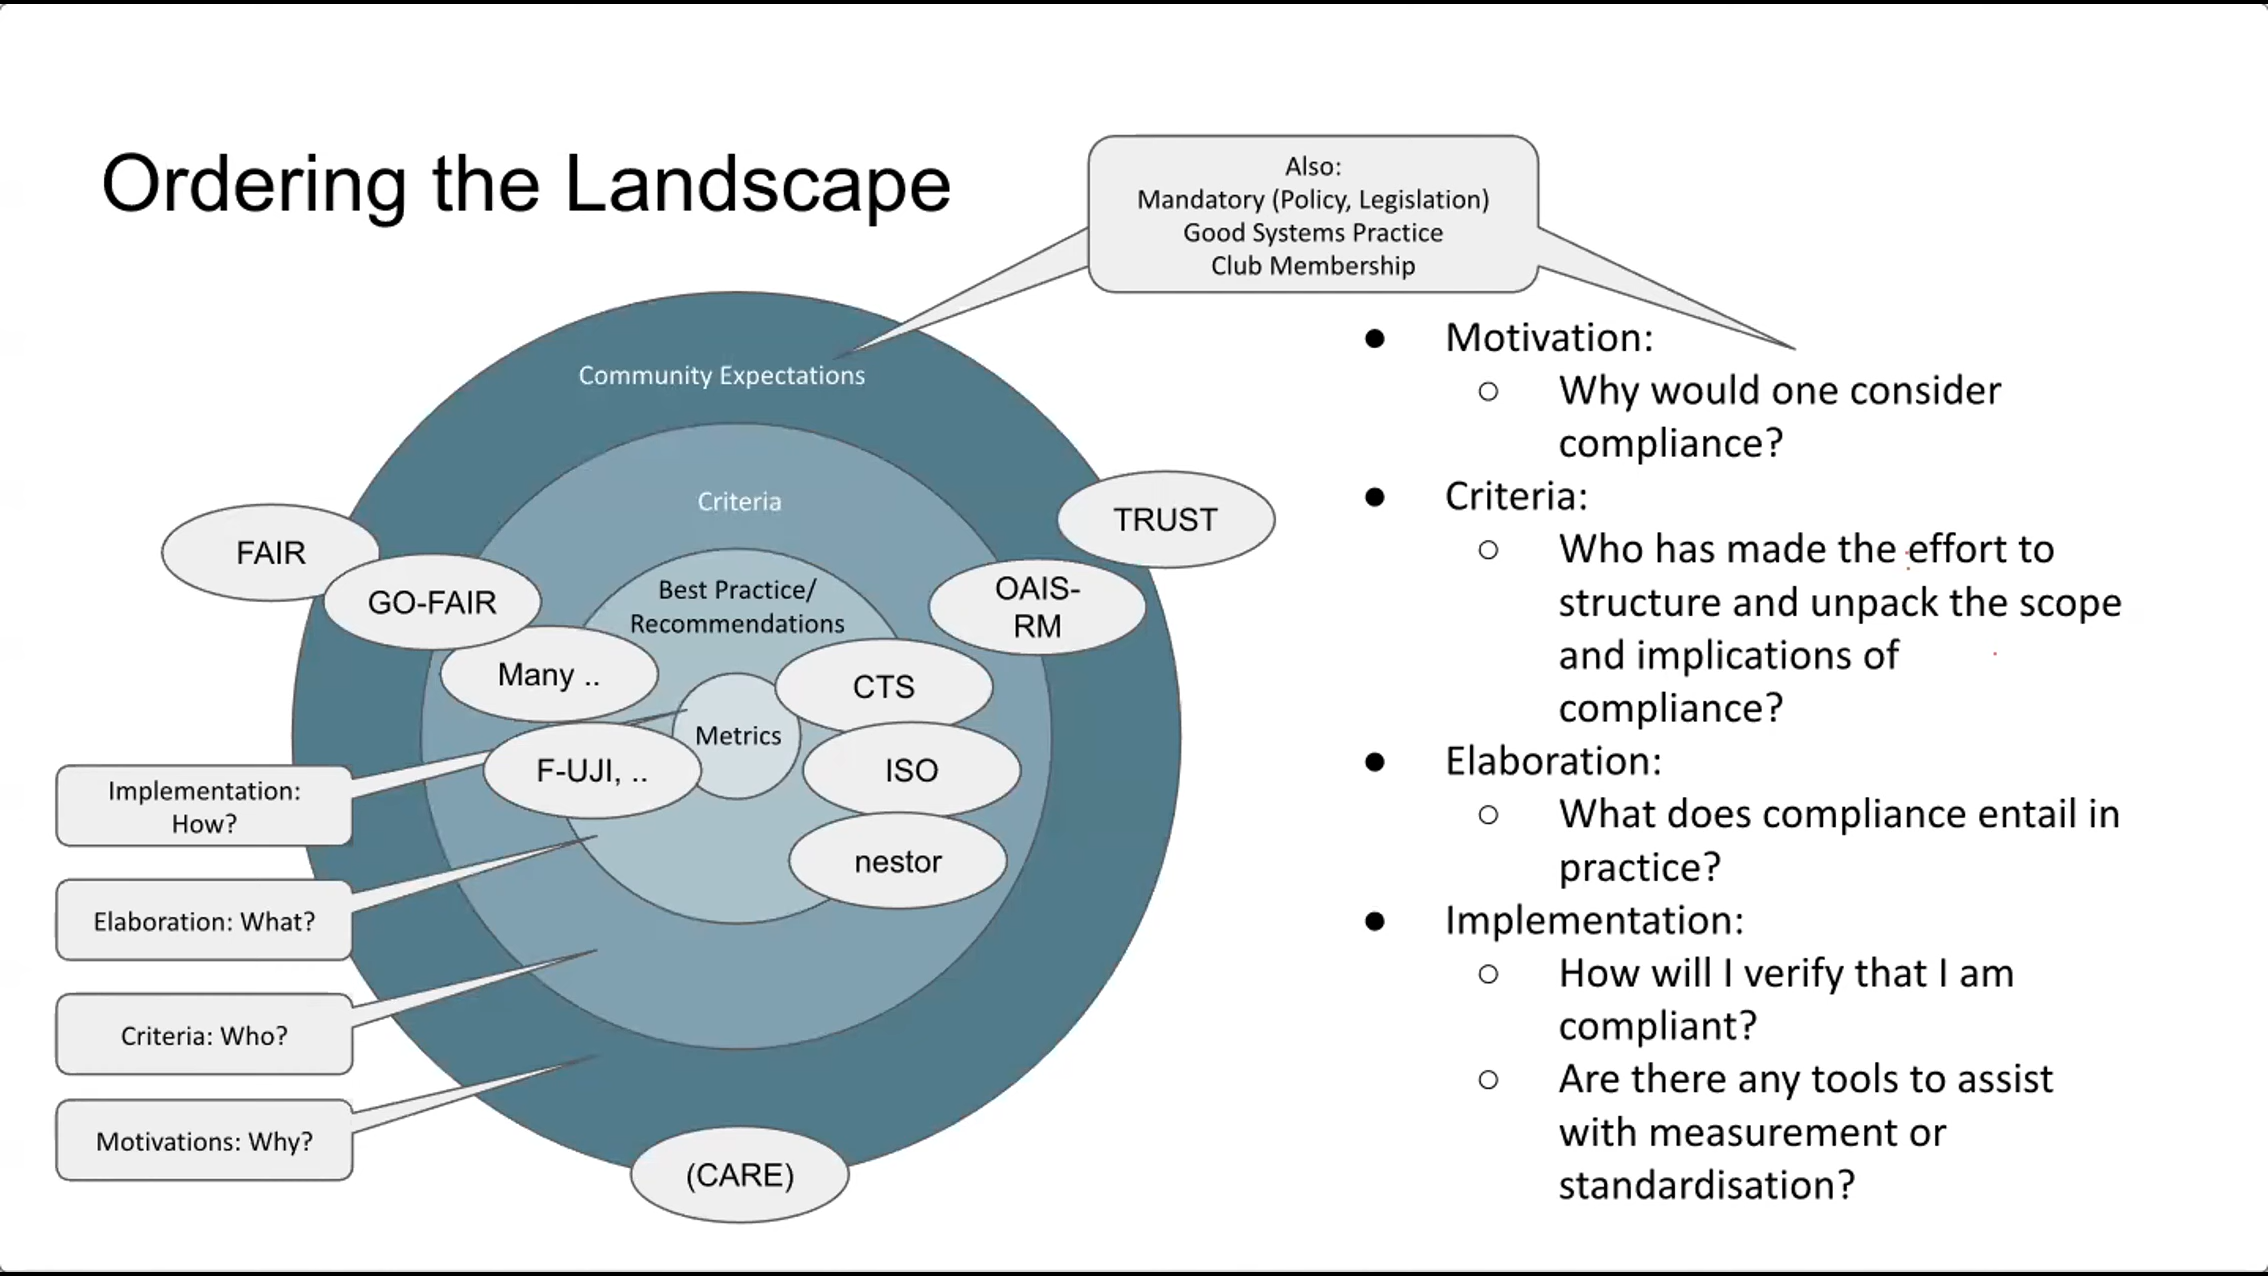 Ordering the Landscape
Also:
Mandatory (Policy, Legislation)
Good Systems Practice
Club Membership
Community Expectations
Criteria
Best Practice/
Recommendations
Metrics
FAIR
GO-FAIR
Many ..
F-UJI, ..
TRUST
OAIS-
RM
CTS
ISO
nestor
(CARE)
Implementation:
How?
Elaboration: What?
Criteria: Who?
Motivations: Why?
● Motivation:
○ Why would one consider
compliance?
● Criteria:
○ Who has made the effort to
structure and unpack the scope
and implications of
compliance?
● Elaboration:
○ What does compliance entail in
practice?
● Implementation:
○ How will I verify that I am
compliant?
○ Are there any tools to assist
with measurement or
standardisation?